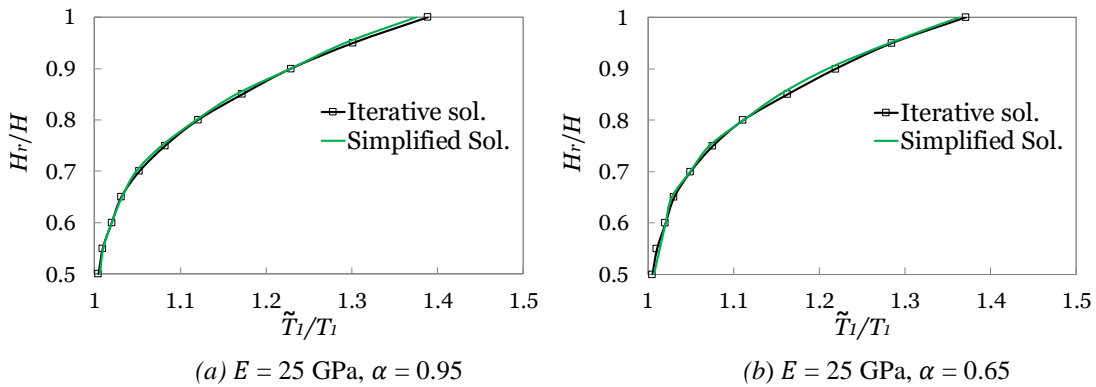 1
0.9
0.8
0.7
0.6
0.5
Hr/H
Iterative sol.
Simplified Sol.
1 1.1 1.2 1.3 1.4 1.5
T̃1/T1
(a) E = 25 GPa, α = 0.95
1
0.9
0.8
0.7
0.6
0.5
Hr/H
Iterative sol.
Simplified Sol.
1 1.1 1.2 1.3 1.4 1.5
T̃1/T1
(b) E = 25 GPa, α = 0.65